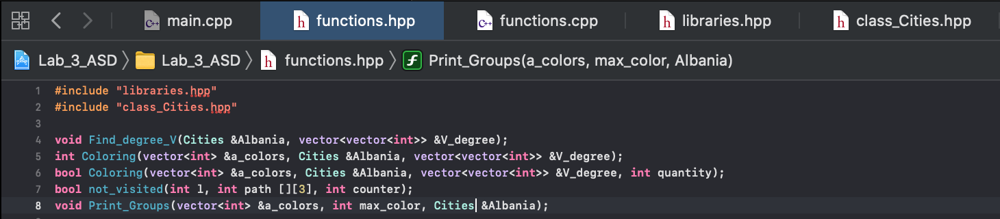 main.cpp functions.hpp functions.cpp libraries.hpp class_Cities.hpp
Lab_3_ASD Lab_3_ASD functions.hpp Print_Groups(a_colors, max_color, Albania)
1 #include "libraries.hpp"
2 #include "class_Cities.hpp"
3
4 void Find_degree_V(Cities &Albania, vector<vector<int>> &V_degree);
5 int Coloring(vector<int> &a_colors, Cities &Albania, vector<vector<int>> &V_degree);
6 bool Coloring(vector<int> &a_colors, Cities &Albania, vector<vector<int>> &V_degree, int quantity);
7 bool not_visited(int l, int path [][3], int counter);
8 void Print_Groups(vector<int> &a_colors, int max_color, Cities &Albania);